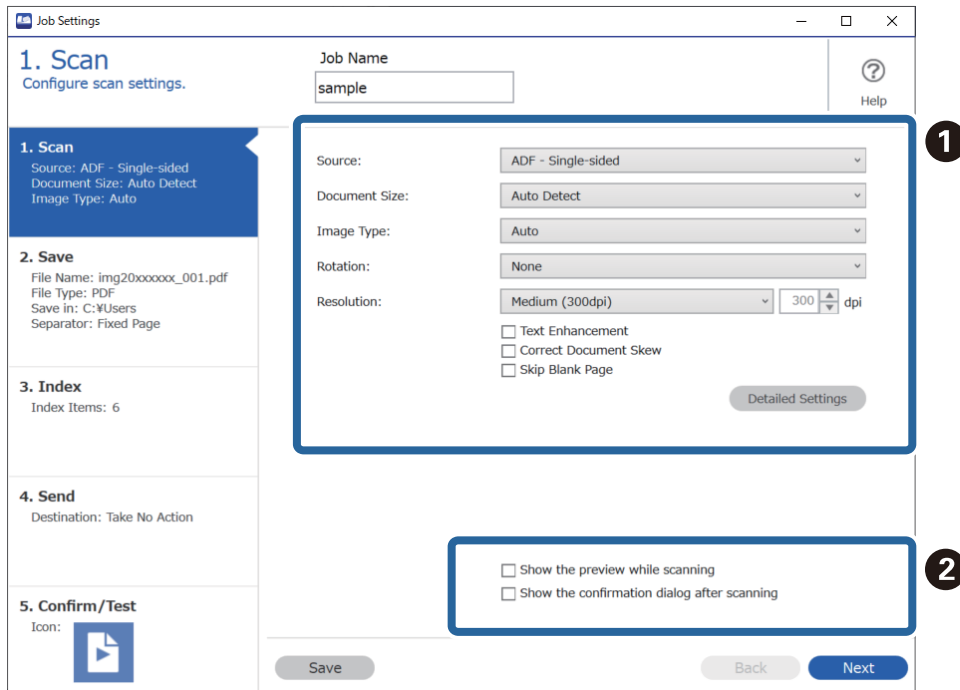 Job Settings
1. Scan
Configure scan settings.
Job Name
sample
?
Help
1. Scan
Source: ADF - Single-sided
Document Size: Auto Detect
Image Type: Auto
2. Save
File Name: img20xxxxxx_001.pdf
File Type: PDF
Save in: C:¥Users
Separator: Fixed Page
3. Index
Index Items: 6
4. Send
Destination: Take No Action
5. Confirm/Test
Icon:
1
Source: ADF - Single-sided
Document Size: Auto Detect
Image Type: Auto
Rotation: None
Resolution: Medium (300dpi) 300 dpi
Text Enhancement
Correct Document Skew
Skip Blank Page
Detailed Settings
2
Show the preview while scanning
Show the confirmation dialog after scanning
Save
Back
Next